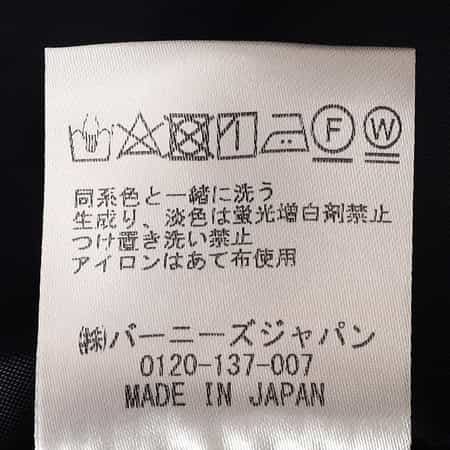 F W
同系色と一緒に洗う
生成り、淡色は蛍光増白剤禁止
つけ置き洗い禁止
アイロンはあて布使用
㈱バーニーズジャパン
0120-137-007
MADE IN JAPAN